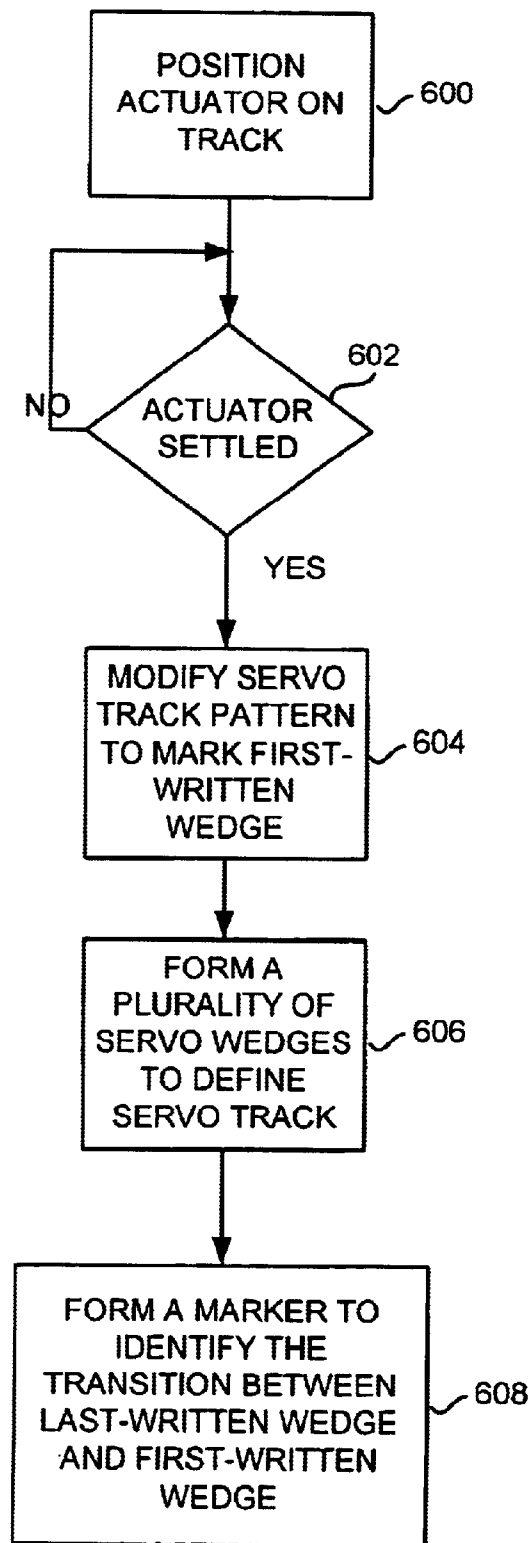 POSITION
ACTUATOR ON
TRACK
600
602
NO
ACTUATOR
SETTLED
YES
MODIFY SERVO
TRACK PATTERN
TO MARK FIRST-
WRITTEN
WEDGE
604
FORM A
PLURALITY OF
SERVO WEDGES
TO DEFINE
SERVO TRACK
606
FORM A MARKER TO
IDENTIFY THE
TRANSITION BETWEEN
LAST-WRITTEN WEDGE
AND FIRST-WRITTEN
WEDGE
608